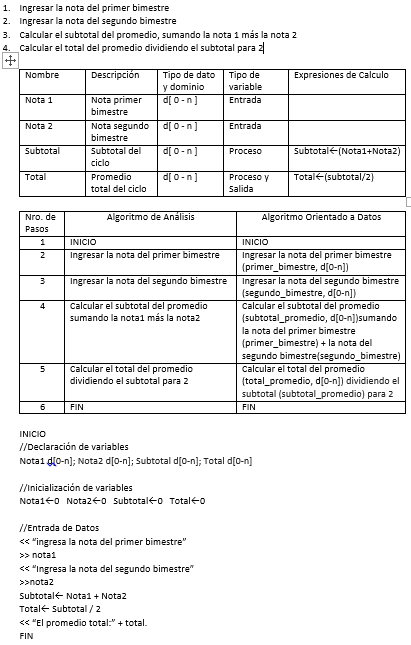 1. Ingresar la nota del primer bimestre
2. Ingresar la nota del segundo bimestre
3. Calcular el subtotal del promedio, sumando la nota 1 más la nota 2
4. Calcular el total del promedio dividiendo el subtotal para 2
Nombre Descripción Tipo de dato y dominio Tipo de variable Expresiones de Calculo
Nota 1 Nota primer bimestre d[ 0 - n ] Entrada
Nota 2 Nota segundo bimestre d[ 0 - n ] Entrada
Subtotal Subtotal del ciclo d[ 0 - n ] Proceso Subtotal←(Nota1+Nota2)
Total Promedio total del ciclo d[ 0 - n ] Proceso y Salida Total←(subtotal/2)
Nro. de Pasos Algoritmo de Análisis Algoritmo Orientado a Datos
1 INICIO INICIO
2 Ingresar la nota del primer bimestre Ingresar la nota del primer bimestre (primer_bimestre, d[0-n])
3 Ingresar la nota del segundo bimestre Ingresar la nota del segundo bimestre (segundo_bimestre, d[0-n])
4 Calcular el subtotal del promedio sumando la nota1 más la nota2 Calcular el subtotal del promedio (subtotal_promedio, d[0-n])sumando la nota del primer bimestre (primer_bimestre) + la nota del segundo bimestre(segundo_bimestre)
5 Calcular el total del promedio dividiendo el subtotal para 2 Calcular el total del promedio (total_promedio, d[0-n]) dividiendo el subtotal (subtotal_promedio) para 2
6 FIN FIN
INICIO
//Declaración de variables
Nota1 d[0-n]; Nota2 d[0-n]; Subtotal d[0-n]; Total d[0-n]
//Inicialización de variables
Nota1←0 Nota2←0 Subtotal←0 Total←0
//Entrada de Datos
<< "ingresa la nota del primer bimestre"
>> nota1
<< "Ingresa la nota del segundo bimestre"
>>nota2
Subtotal← Nota1 + Nota2
Total← Subtotal / 2
<< "El promedio total:" + total.
FIN